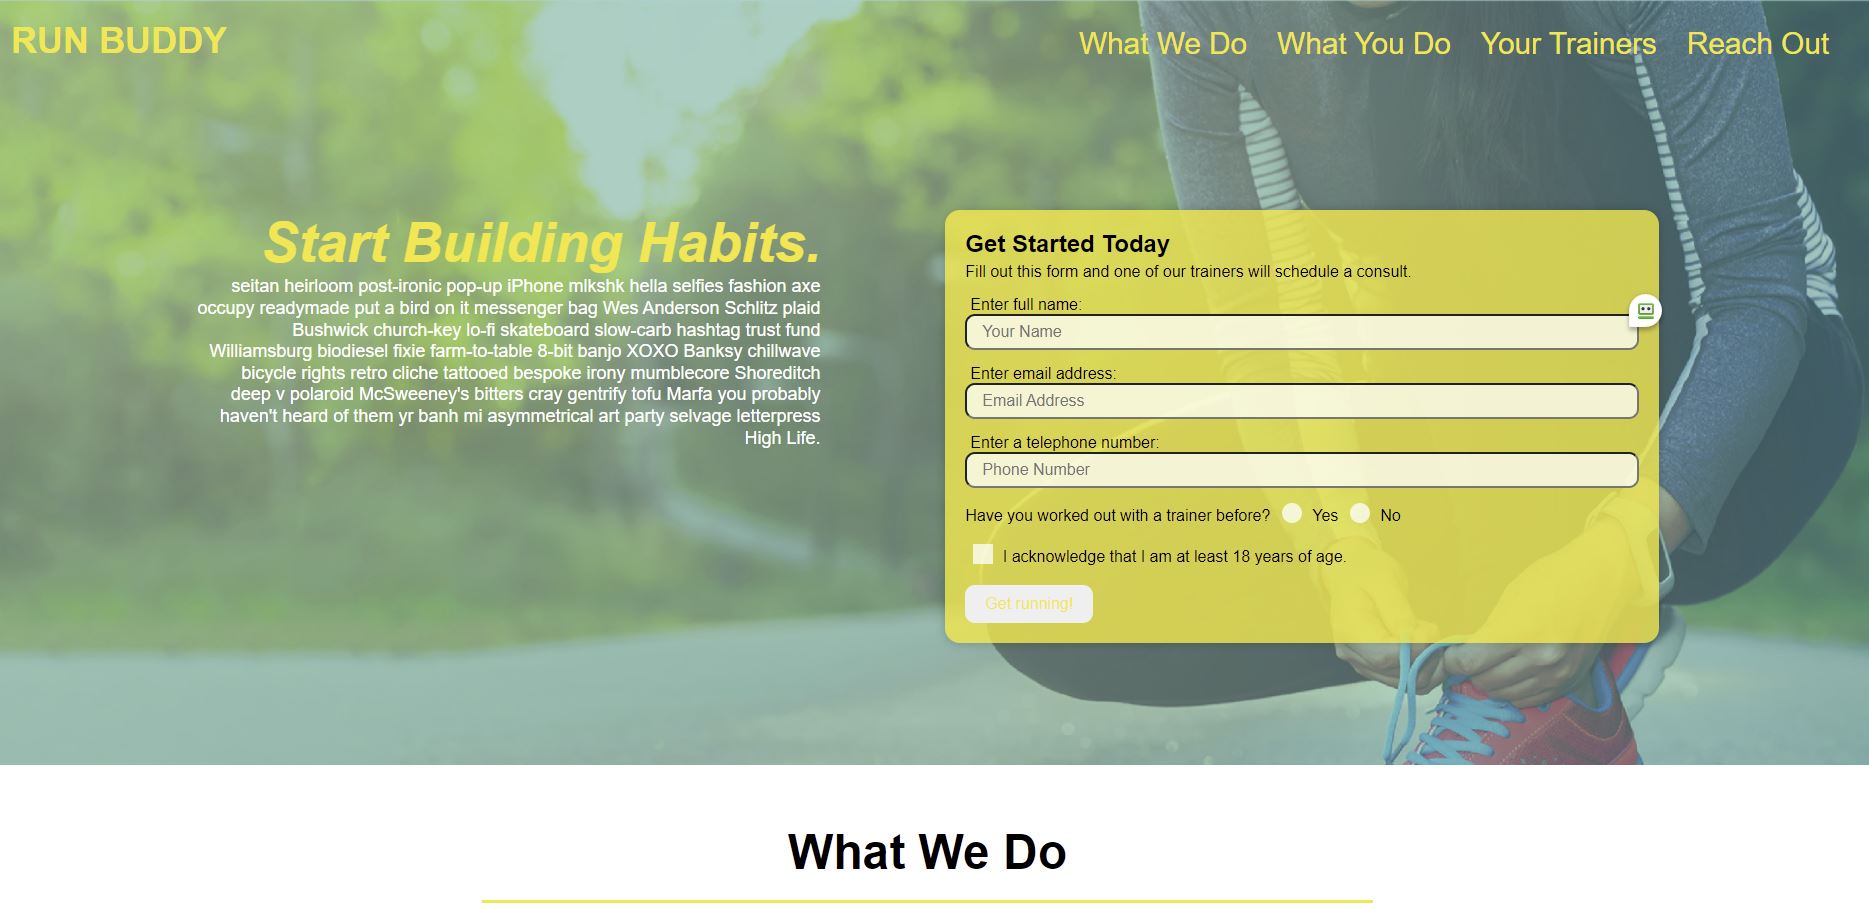 RUN BUDDY
What We Do What You Do Your Trainers Reach Out
Start Building Habits.
seitan heirloom post-ironic pop-up iPhone mlkshk hella selfies fashion axe
occupy readymade put a bird on it messenger bag Wes Anderson Schlitz plaid
Bushwick church-key lo-fi skateboard slow-carb hashtag trust fund
Williamsburg biodiesel fixie farm-to-table 8-bit banjo XOXO Banksy chillwave
bicycle rights retro cliche tattooed bespoke irony mumblecore Shoreditch
deep v polaroid McSweeney's bitters cray gentrify tofu Marfa you probably
haven't heard of them yr banh mi asymmetrical art party selvage letterpress
High Life.
Get Started Today
Fill out this form and one of our trainers will schedule a consult.
Enter full name:
Your Name
Enter email address:
Email Address
Enter a telephone number:
Phone Number
Have you worked out with a trainer before? Yes No
I acknowledge that I am at least 18 years of age.
Get running!
What We Do